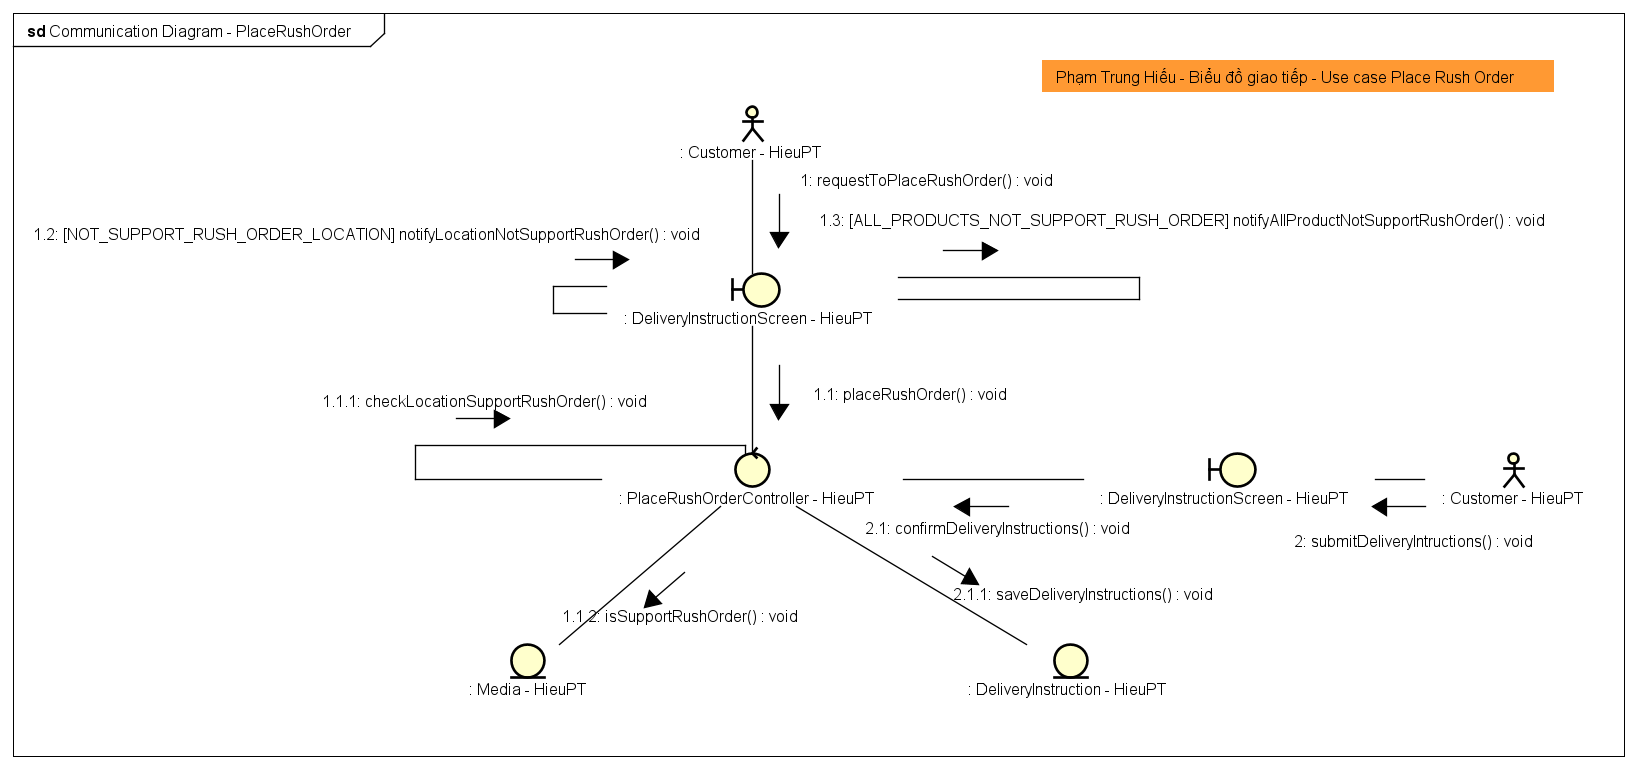 sd Communication Diagram - PlaceRushOrder
Phạm Trung Hiếu - Biểu đồ giao tiếp - Use case Place Rush Order
: Customer - HieuPT
1: requestToPlaceRushOrder() : void
1.3: [ALL_PRODUCTS_NOT_SUPPORT_RUSH_ORDER] notifyAllProductNotSupportRushOrder() : void
1.2: [NOT_SUPPORT_RUSH_ORDER_LOCATION] notifyLocationNotSupportRushOrder() : void
: DeliveryInstructionScreen - HieuPT
1.1: placeRushOrder() : void
1.1.1: checkLocationSupportRushOrder() : void
: PlaceRushOrderController - HieuPT
: DeliveryInstructionScreen - HieuPT
: Customer - HieuPT
2.1: confirmDeliveryInstructions() : void
2: submitDeliveryIntructions() : void
2.1.1: saveDeliveryInstructions() : void
1.1.2: isSupportRushOrder() : void
: Media - HieuPT
: DeliveryInstruction - HieuPT